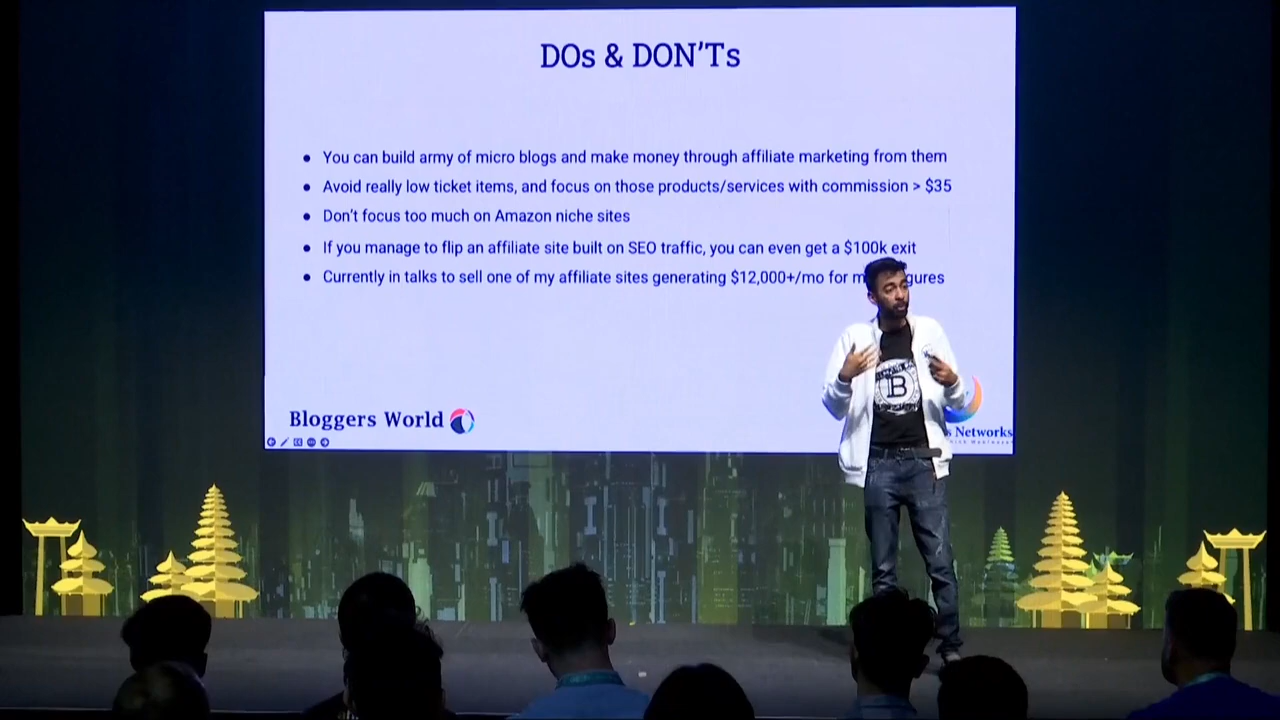 DOs & DON'Ts
● You can build army of micro blogs and make money through affiliate marketing from them
● Avoid really low ticket items, and focus on those products/services with commission > $35
● Don't focus too much on Amazon niche sites
● If you manage to flip an affiliate site built on SEO traffic, you can even get a $100k exit
● Currently in talks to sell one of my affiliate sites generating $12,000+/mo for
Bloggers World
B
Networks